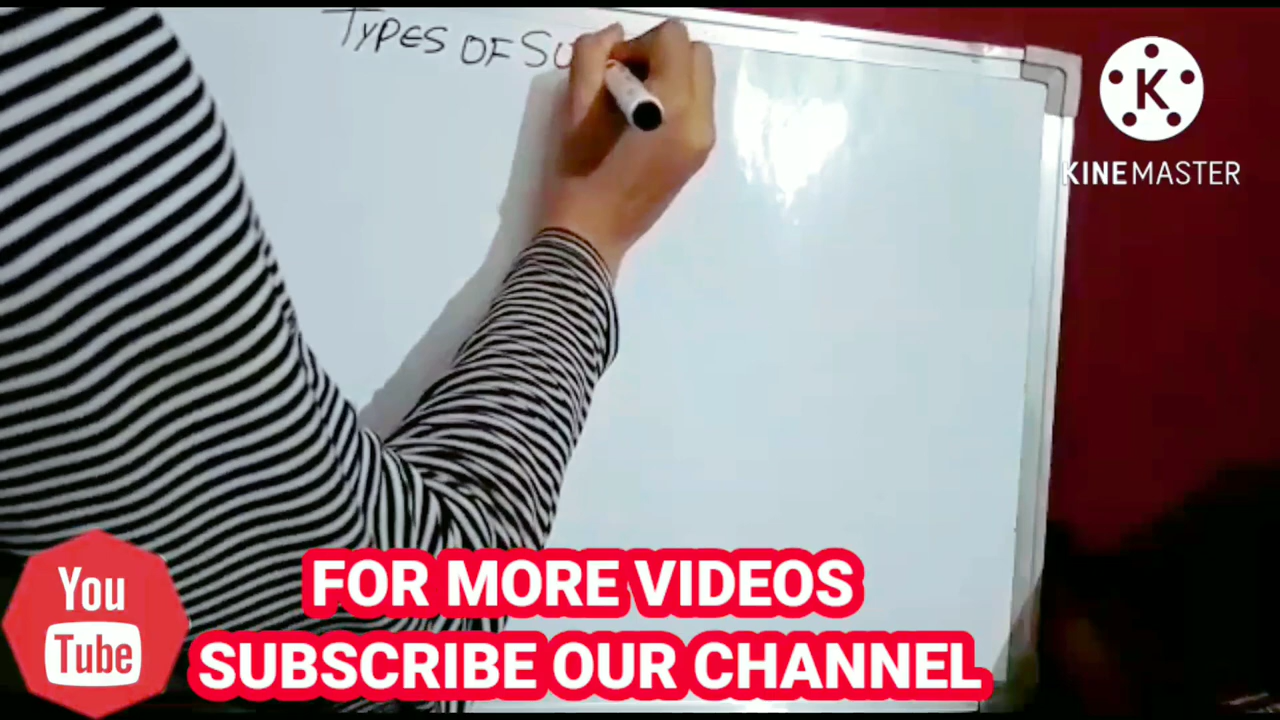 TYPES OF SU
K
KINEMASTER
You
Tube
FOR MORE VIDEOS
SUBSCRIBE OUR CHANNEL